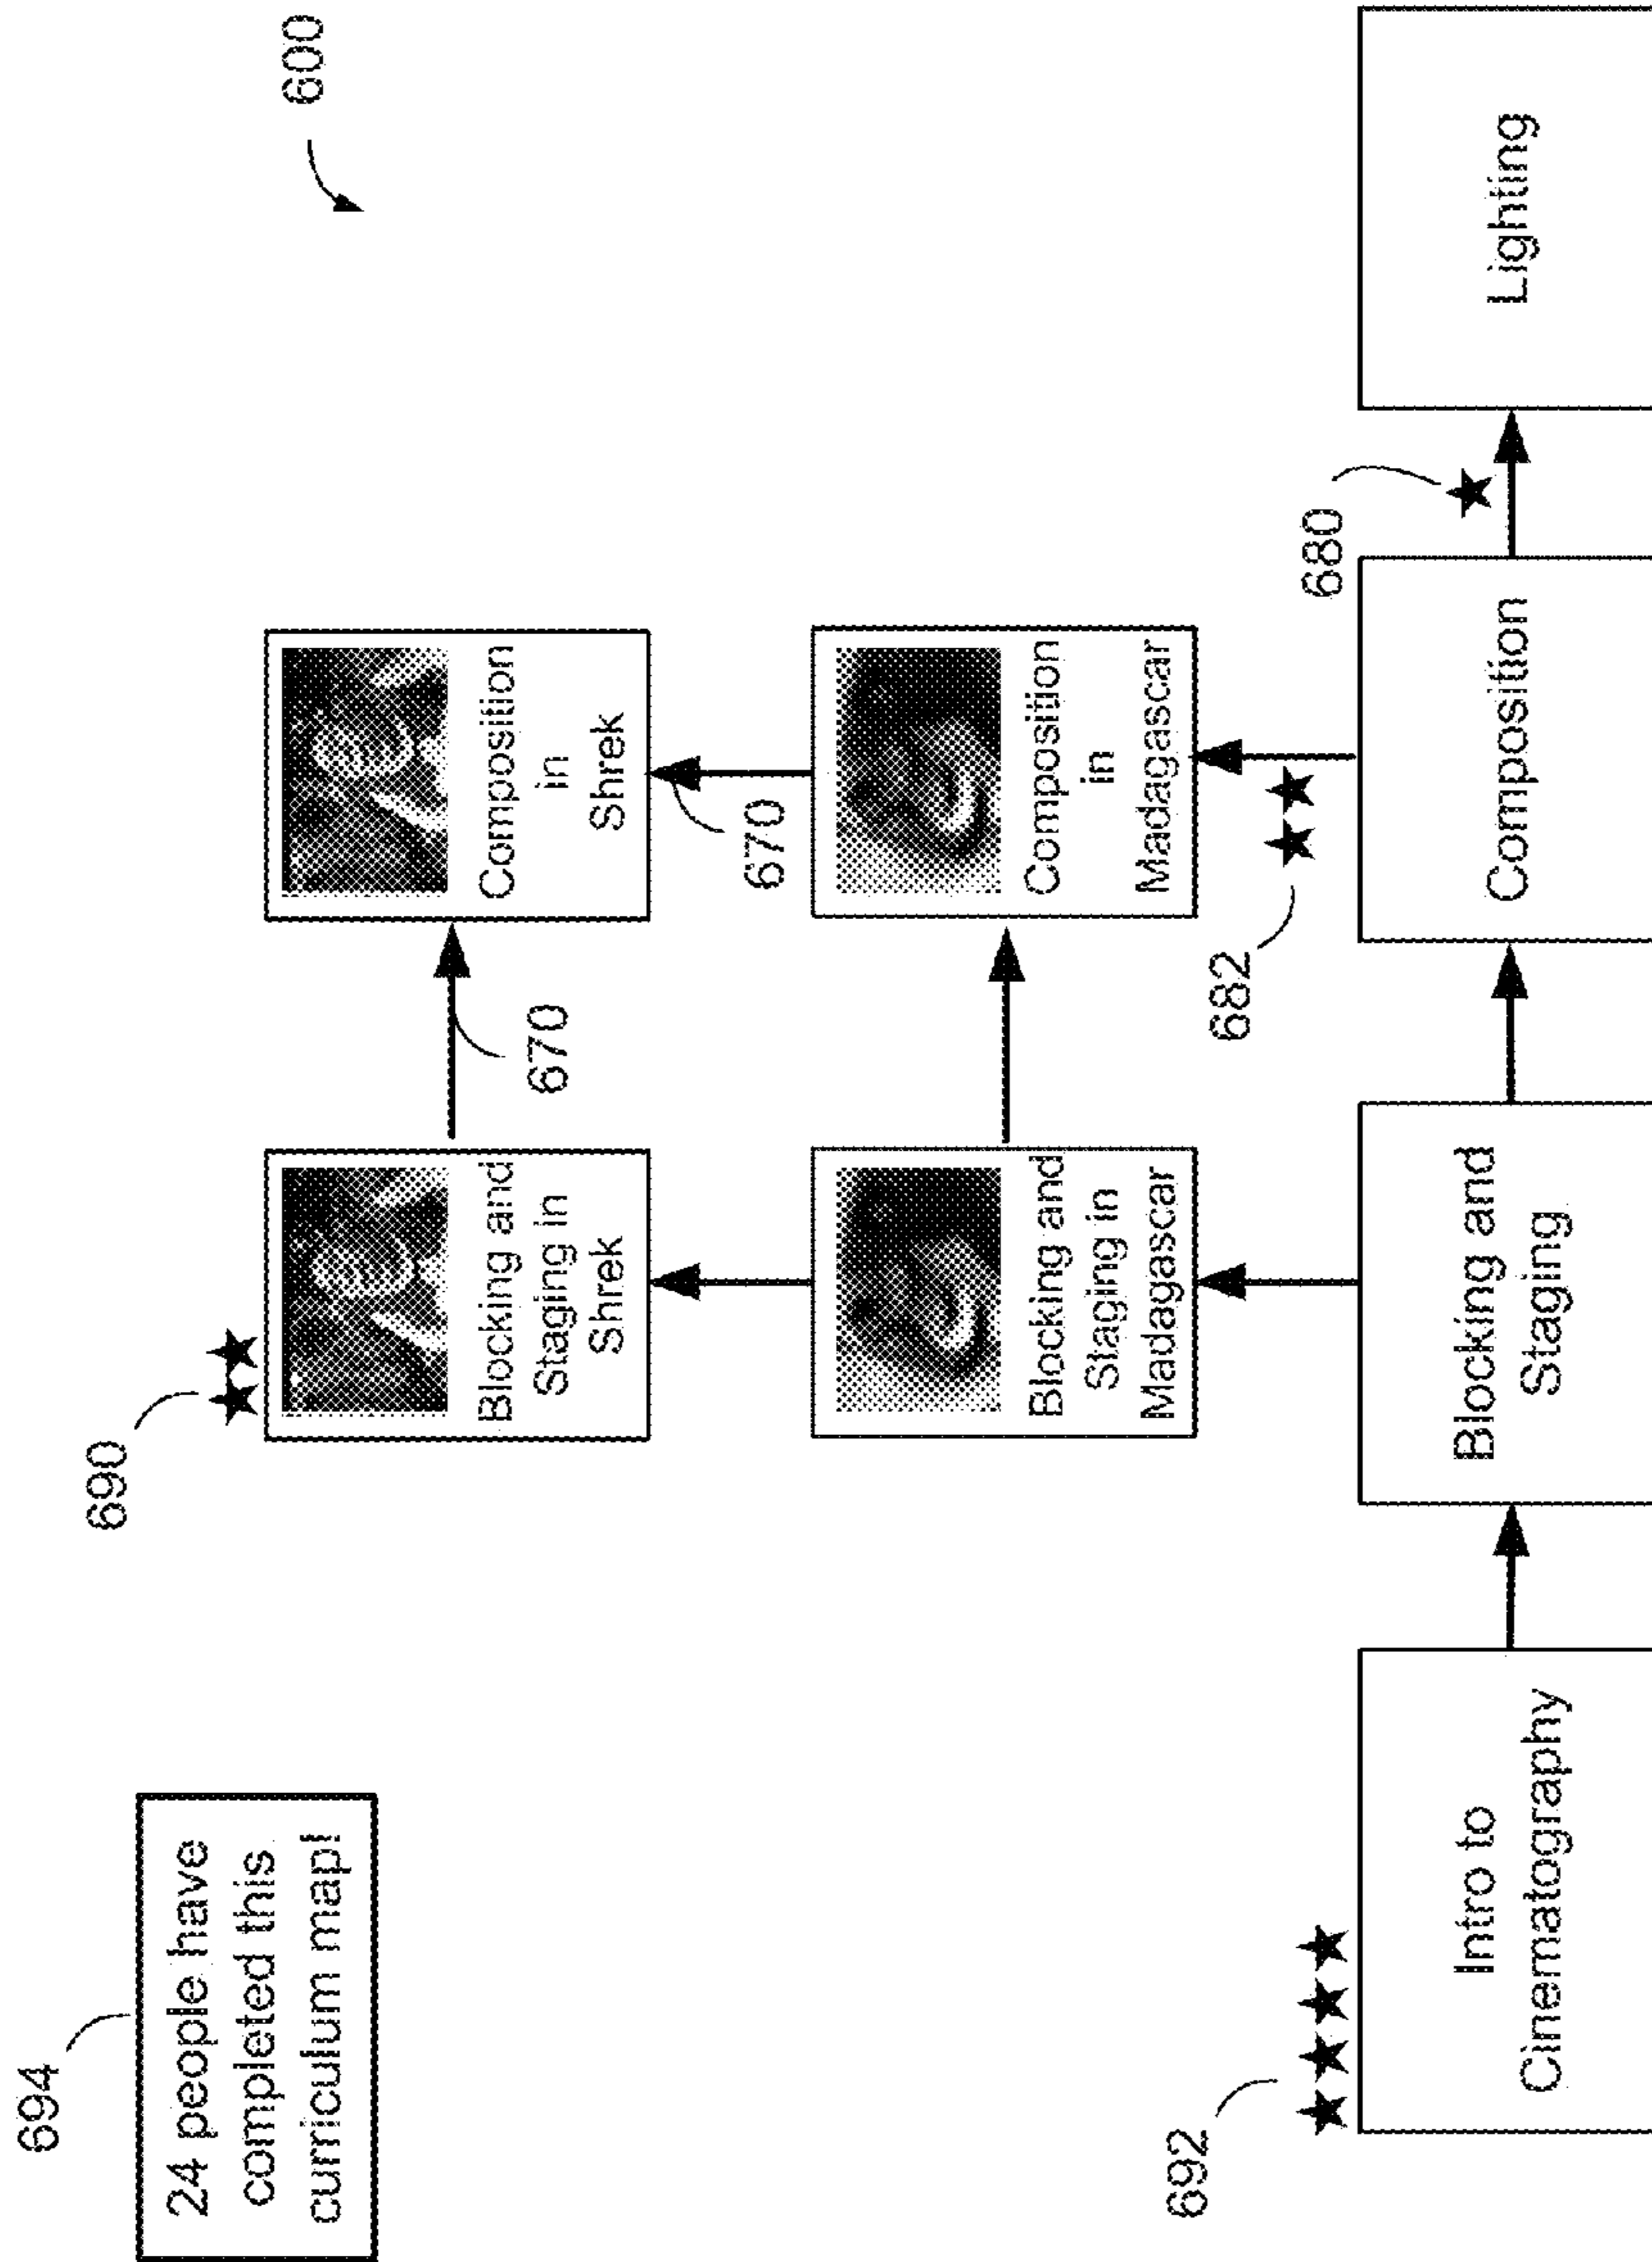 694
24 people have
completed this
curriculum map!
690
600
Blocking and
Staging in
Shrek
670
Composition
in
Shrek
670
Blocking and
Staging in
Madagascar
Composition
in
Madagascar
692
682
680
Intro to
Cinematography
Blocking and
Staging
Composition
Lighting